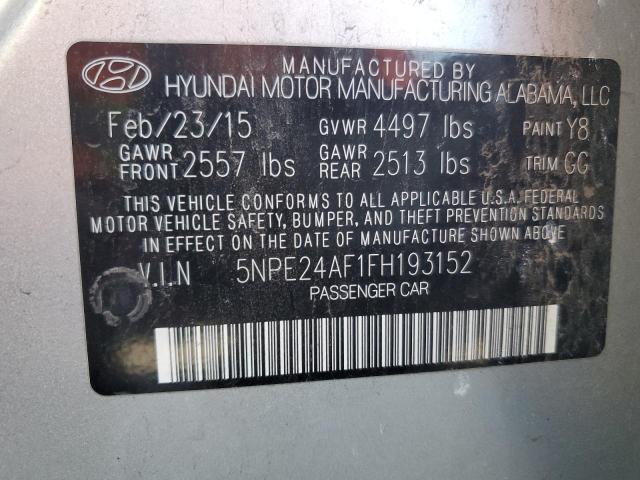 MANUFACTURED BY
HYUNDAI MOTOR MANUFACTURING ALABAMA, LLC
Feb/23/15 GVWR 4497 lbs PAINT Y8
GAWR FRONT 2557 lbs GAWR REAR 2513 lbs TRIM GG
THIS VEHICLE CONFORMS TO ALL APPLICABLE U.S.A. FEDERAL
MOTOR VEHICLE SAFETY, BUMPER, AND THEFT PREVENTION STANDARDS
IN EFFECT ON THE DATE OF MANUFACTURE SHOWN ABOVE.
V.I.N 5NPE24AF1FH193152
PASSENGER CAR